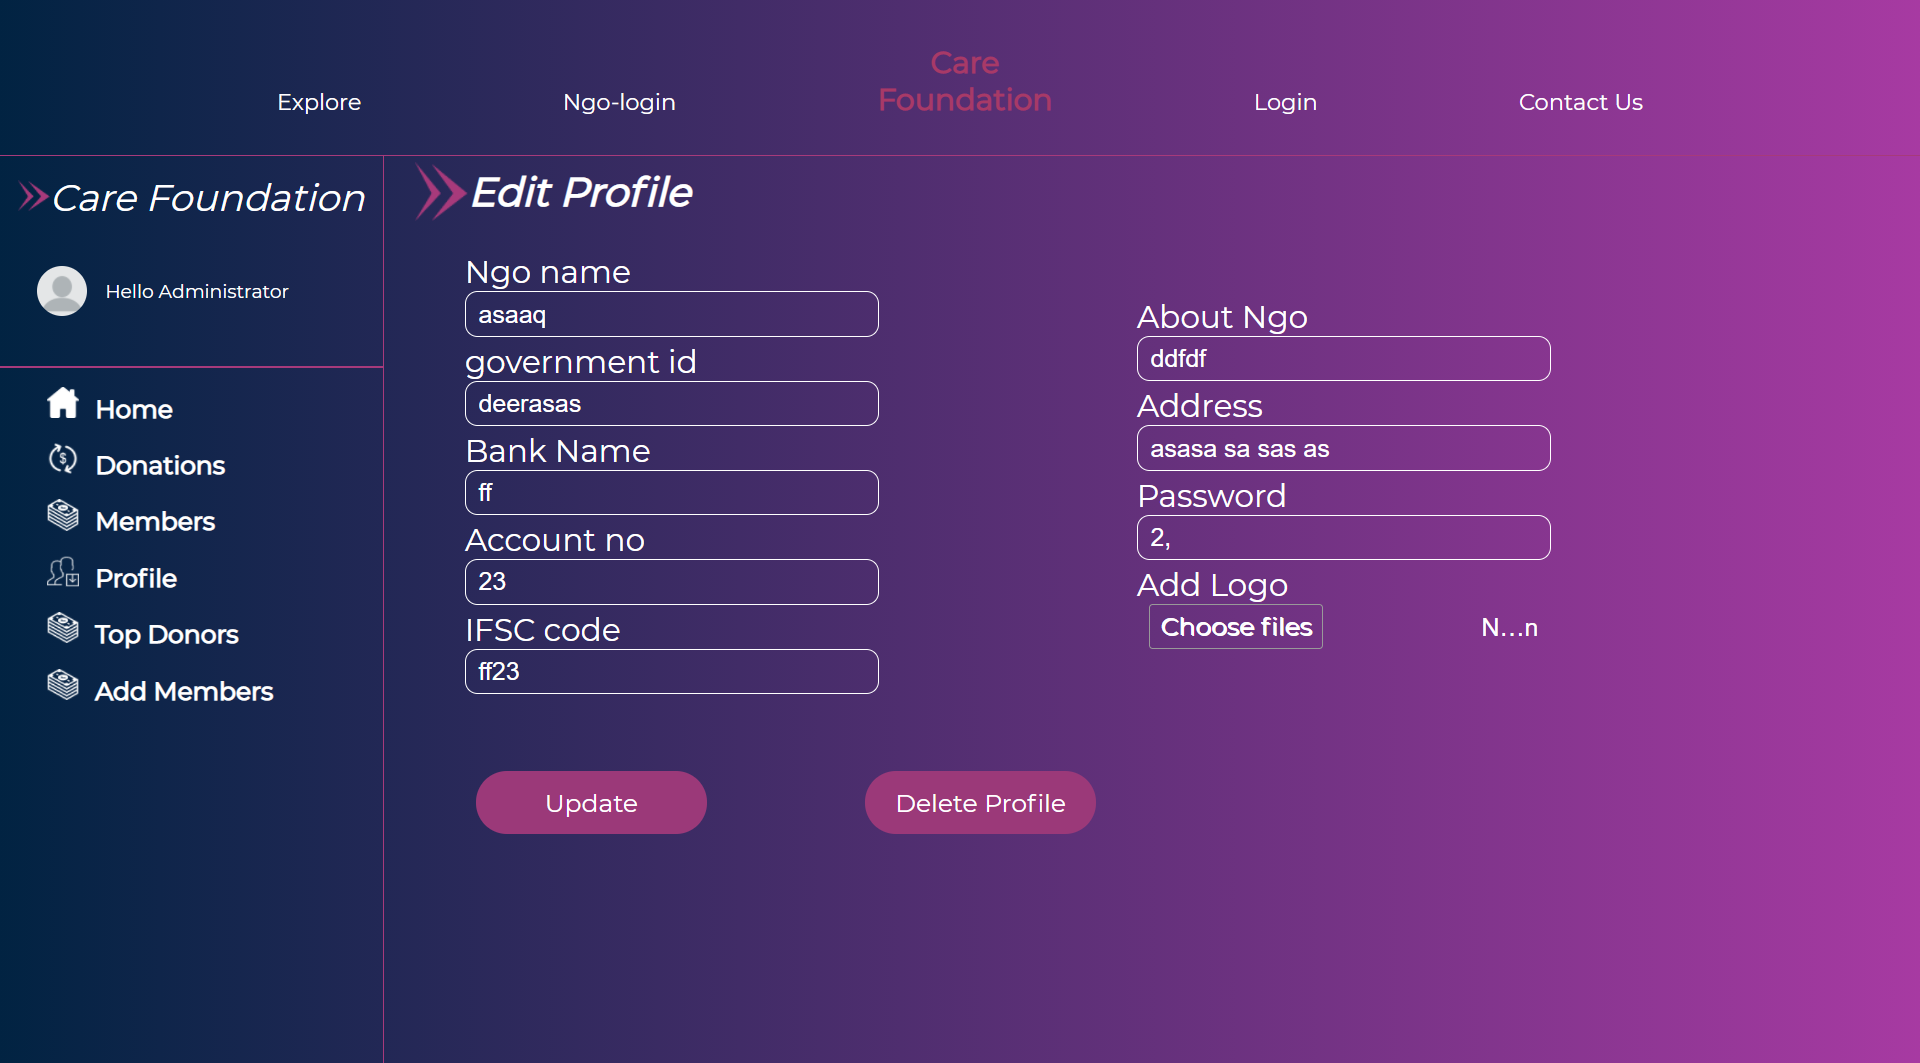 Explore
Ngo-login
Care
Foundation
Login
Contact Us
Care Foundation
Hello Administrator
Home
Donations
Members
Profile
Top Donors
Add Members
Edit Profile
Ngo name
asaaq
government id
deerasas
Bank Name
ff
Account no
23
IFSC code
ff23
About Ngo
ddfdf
Address
asasa sa sas as
Password
2,
Add Logo
Choose files N...n
Update
Delete Profile